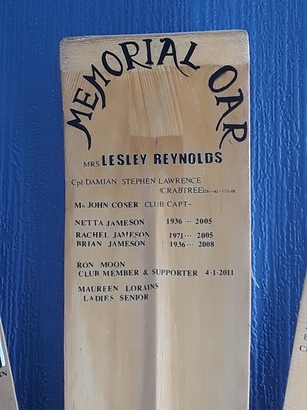 MEMORIAL OAR
MRS LESLEY REYNOLDS
Cpl DAMIAN STEPHEN LAWRENCE
(CRABTREE)
Mr JOHN COSER CLUB CAPT–
NETTA JAMESON 1936 ··· 2005
RACHEL JAMESON 1971 ··· 2005
BRIAN JAMESON 1936 ··· 2008
RON MOON
CLUB MEMBER & SUPPORTER 4·1·2011
MAUREEN LORAINS
LADIES SENIOR